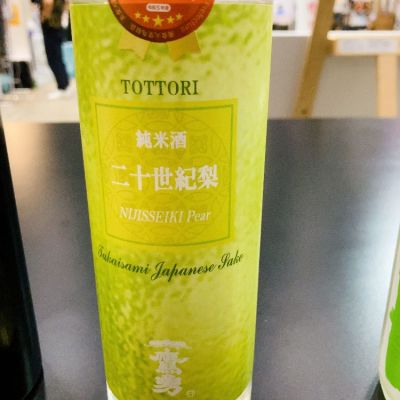 TOTTORI
純米酒
二十世紀梨
NIJISSEIKI Pear
Takaisami Japanese Sake
鷹勇